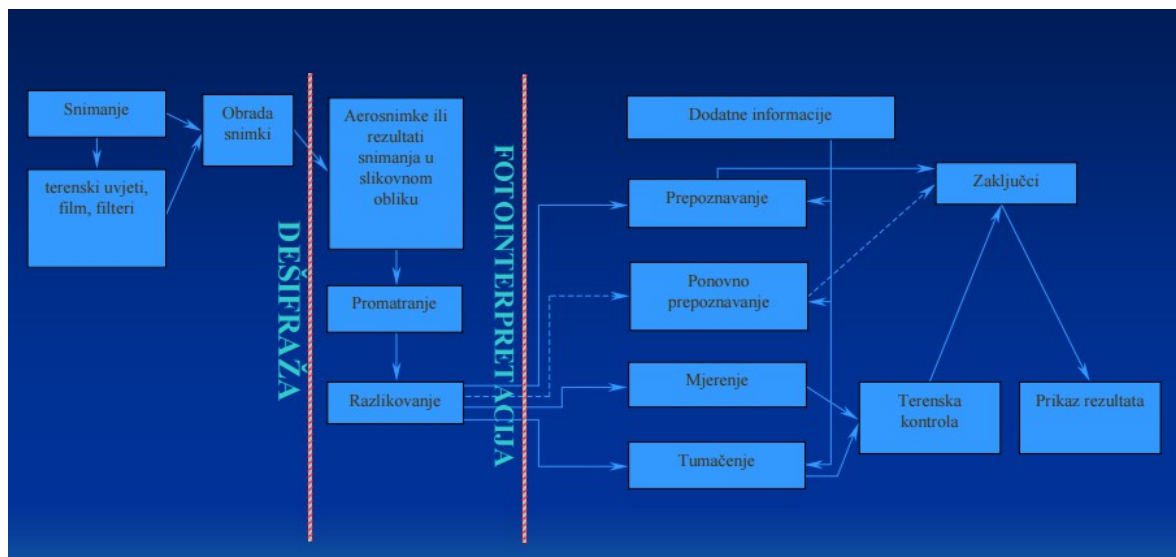 Snimanje
terenski uvjeti,
film, filteri
Obrada
snimki
DEŠIFRAŽA
Aerosnimke ili
rezultati
snimanja u
slikovnom
obliku
Promatranje
Razlikovanje
FOTOINTERPRETACIJA
Dodatne informacije
Prepoznavanje
Ponovno
prepoznavanje
Mjerenje
Tumačenje
Zaključci
Terenska
kontrola
Prikaz rezultata